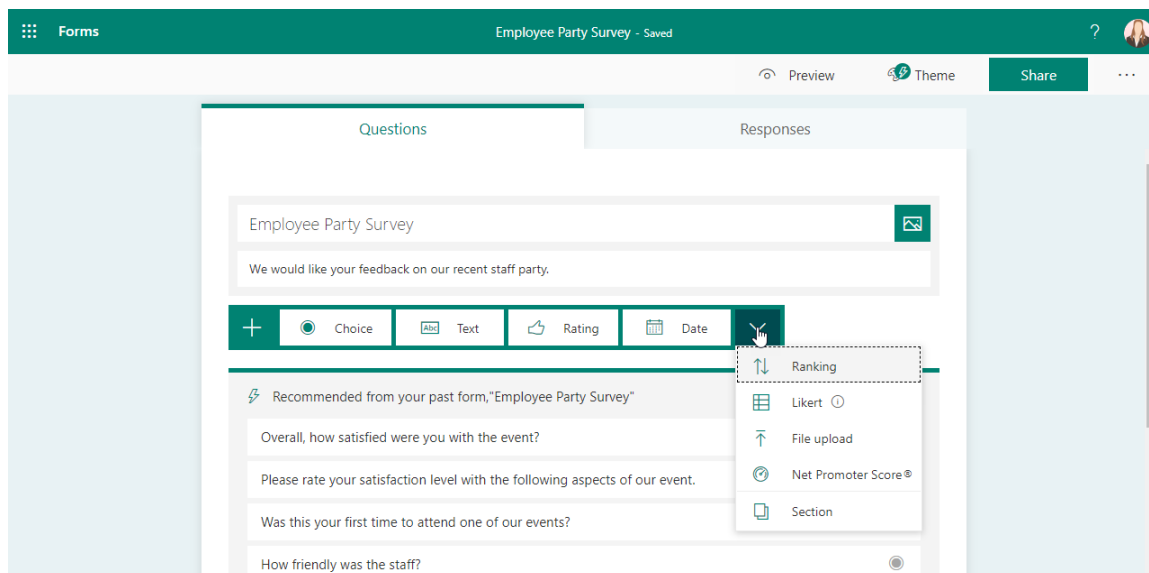 Forms
Employee Party Survey - Saved
?
Preview
Theme
Share
...
Questions
Responses
Employee Party Survey
We would like your feedback on our recent staff party.
Choice
Abc Text
Rating
Date
Ranking
Likert
File upload
Net Promoter Score®
Section
Recommended from your past form,"Employee Party Survey"
Overall, how satisfied were you with the event?
Please rate your satisfaction level with the following aspects of our event.
Was this your first time to attend one of our events?
How friendly was the staff?